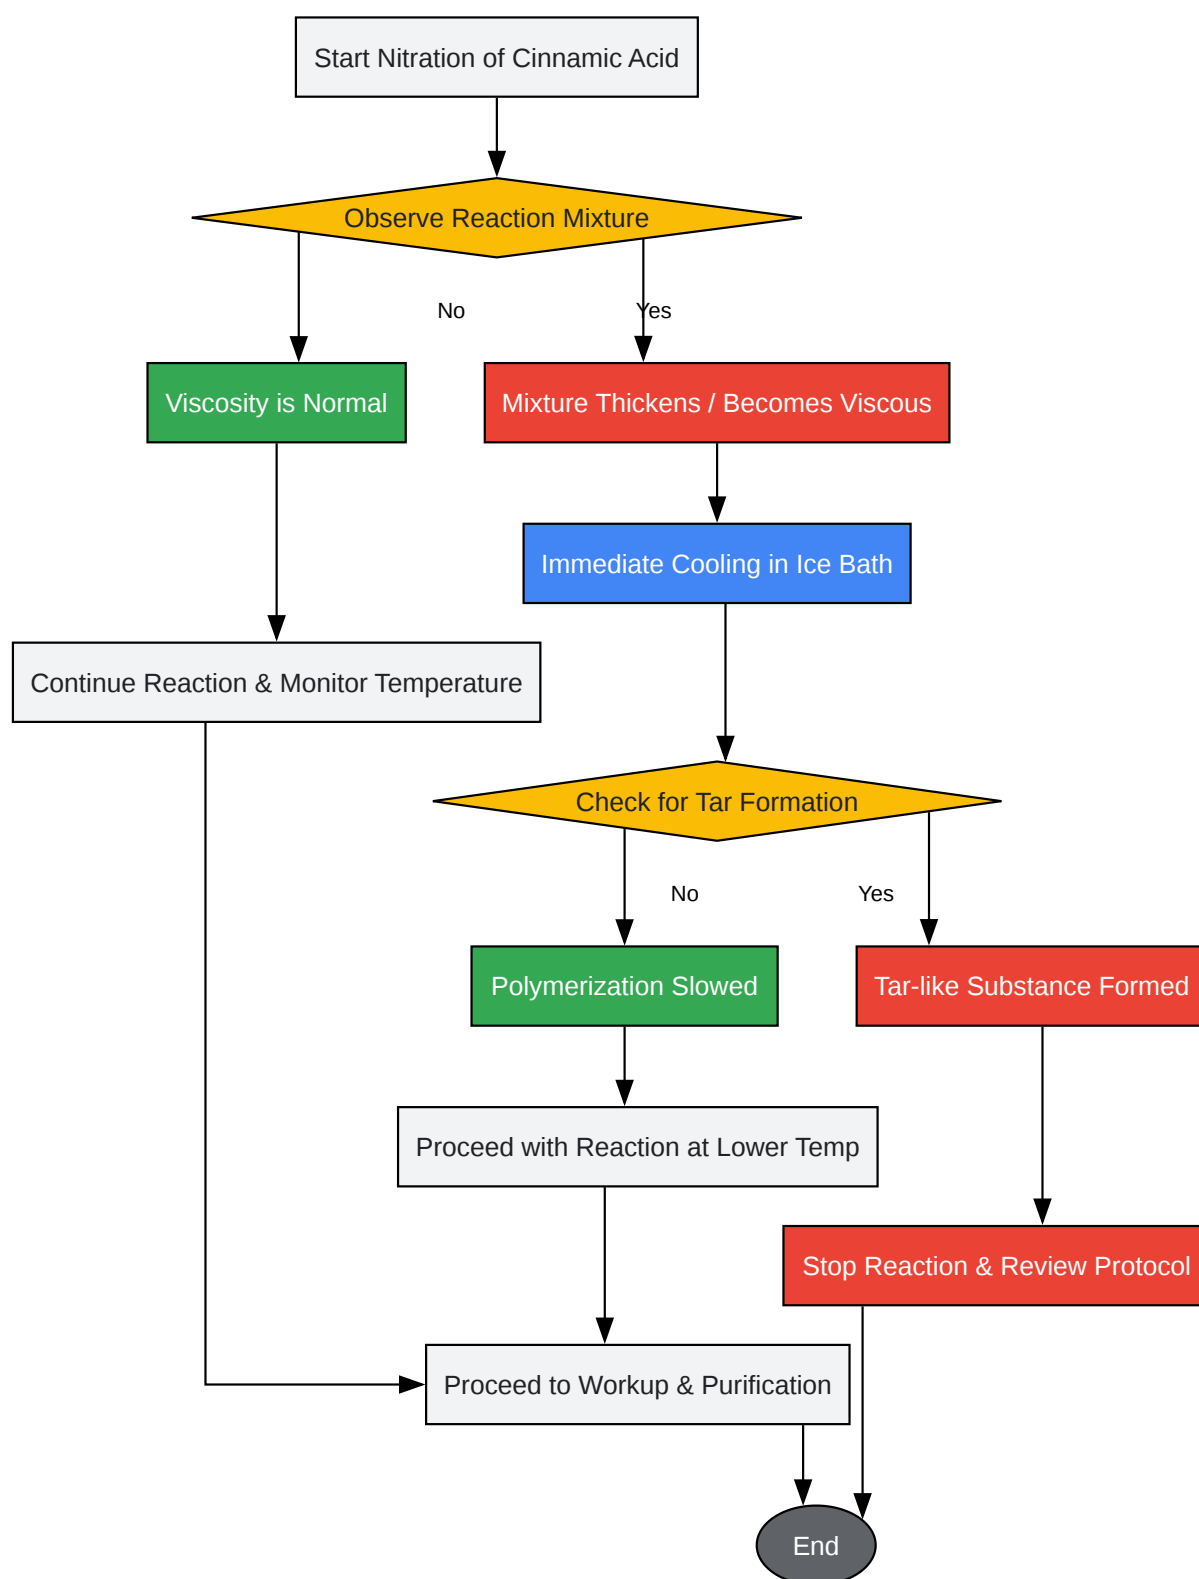 Start Nitration of Cinnamic Acid
Observe Reaction Mixture
No
Yes
Viscosity is Normal
Mixture Thickens / Becomes Viscous
Immediate Cooling in Ice Bath
Continue Reaction & Monitor Temperature
Check for Tar Formation
No
Yes
Polymerization Slowed
Tar-like Substance Formed
Proceed with Reaction at Lower Temp
Stop Reaction & Review Protocol
Proceed to Workup & Purification
End